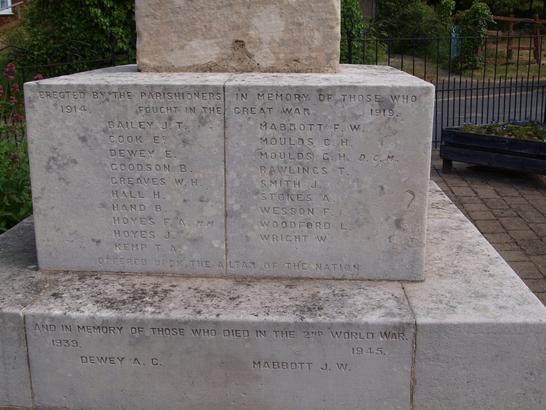 ERECTED BY THE PARISHIONERS IN MEMORY OF THOSE WHO
1914 FOUGHT IN THE GREAT WAR 1919.
BAILEY J.T.
COOK E.
DEWEY E.
GOODSON B.
GREAVES W.H.
HALL H.
HAND B.
HOYES F.A. M.M.
HOYES J.
KEMP T.A.
MABBOTT F.W.
MOULDS C.H.
MOULDS G.H. D.C.M.
RAWLINGS T.
SMITH J.
STOKES A.
WESSON F.
WOODFORD L.
WRIGHT W.
OFFERED UPON THE ALTAR OF THE NATION
AND IN MEMORY OF THOSE WHO DIED IN THE 2ND WORLD WAR.
1939. 1945.
DEWEY A.C. MABBOTT J.W.